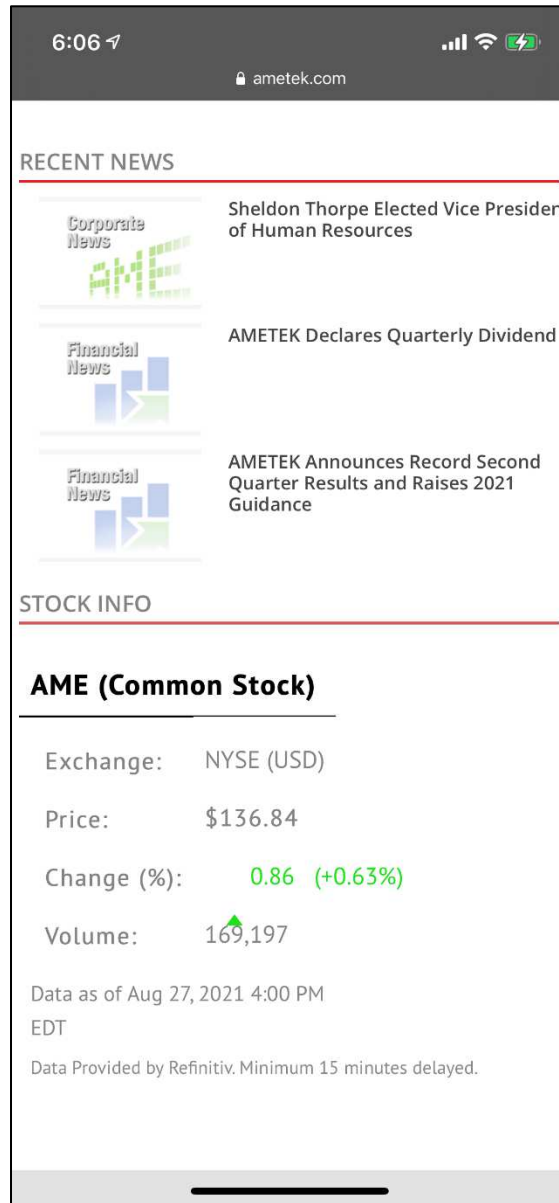 6:06
ametek.com
RECENT NEWS
Corporate
News
AME
Sheldon Thorpe Elected Vice Presiden
of Human Resources
Financial
News
AMETEK Declares Quarterly Dividend
Financial
News
AMETEK Announces Record Second
Quarter Results and Raises 2021
Guidance
STOCK INFO
AME (Common Stock)
Exchange: NYSE (USD)
Price: $136.84
Change (%): 0.86 (+0.63%)
Volume: 169,197
Data as of Aug 27, 2021 4:00 PM
EDT
Data Provided by Refinitiv. Minimum 15 minutes delayed.